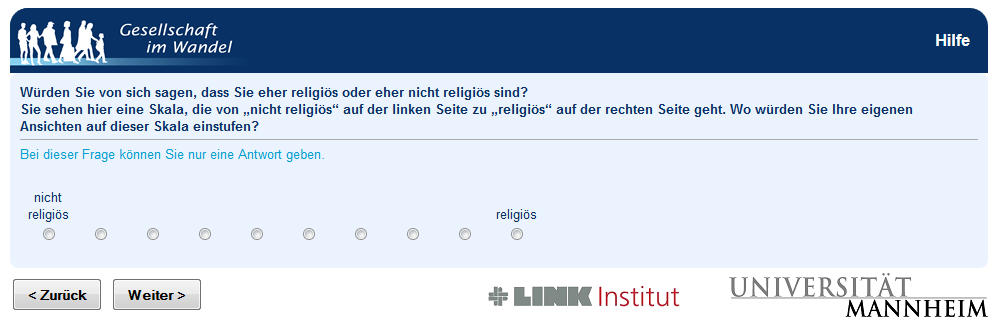 Gesellschaft
im Wandel
Hilfe
Würden Sie von sich sagen, dass Sie eher religiös oder eher nicht religiös sind?
Sie sehen hier eine Skala, die von „nicht religiös“ auf der linken Seite zu „religiös“ auf der rechten Seite geht. Wo würden Sie Ihre eigenen
Ansichten auf dieser Skala einstufen?
Bei dieser Frage können Sie nur eine Antwort geben.
nicht
religiös
religiös
< Zurück
Weiter >
LINK Institut
UNIVERSITÄT
MANNHEIM